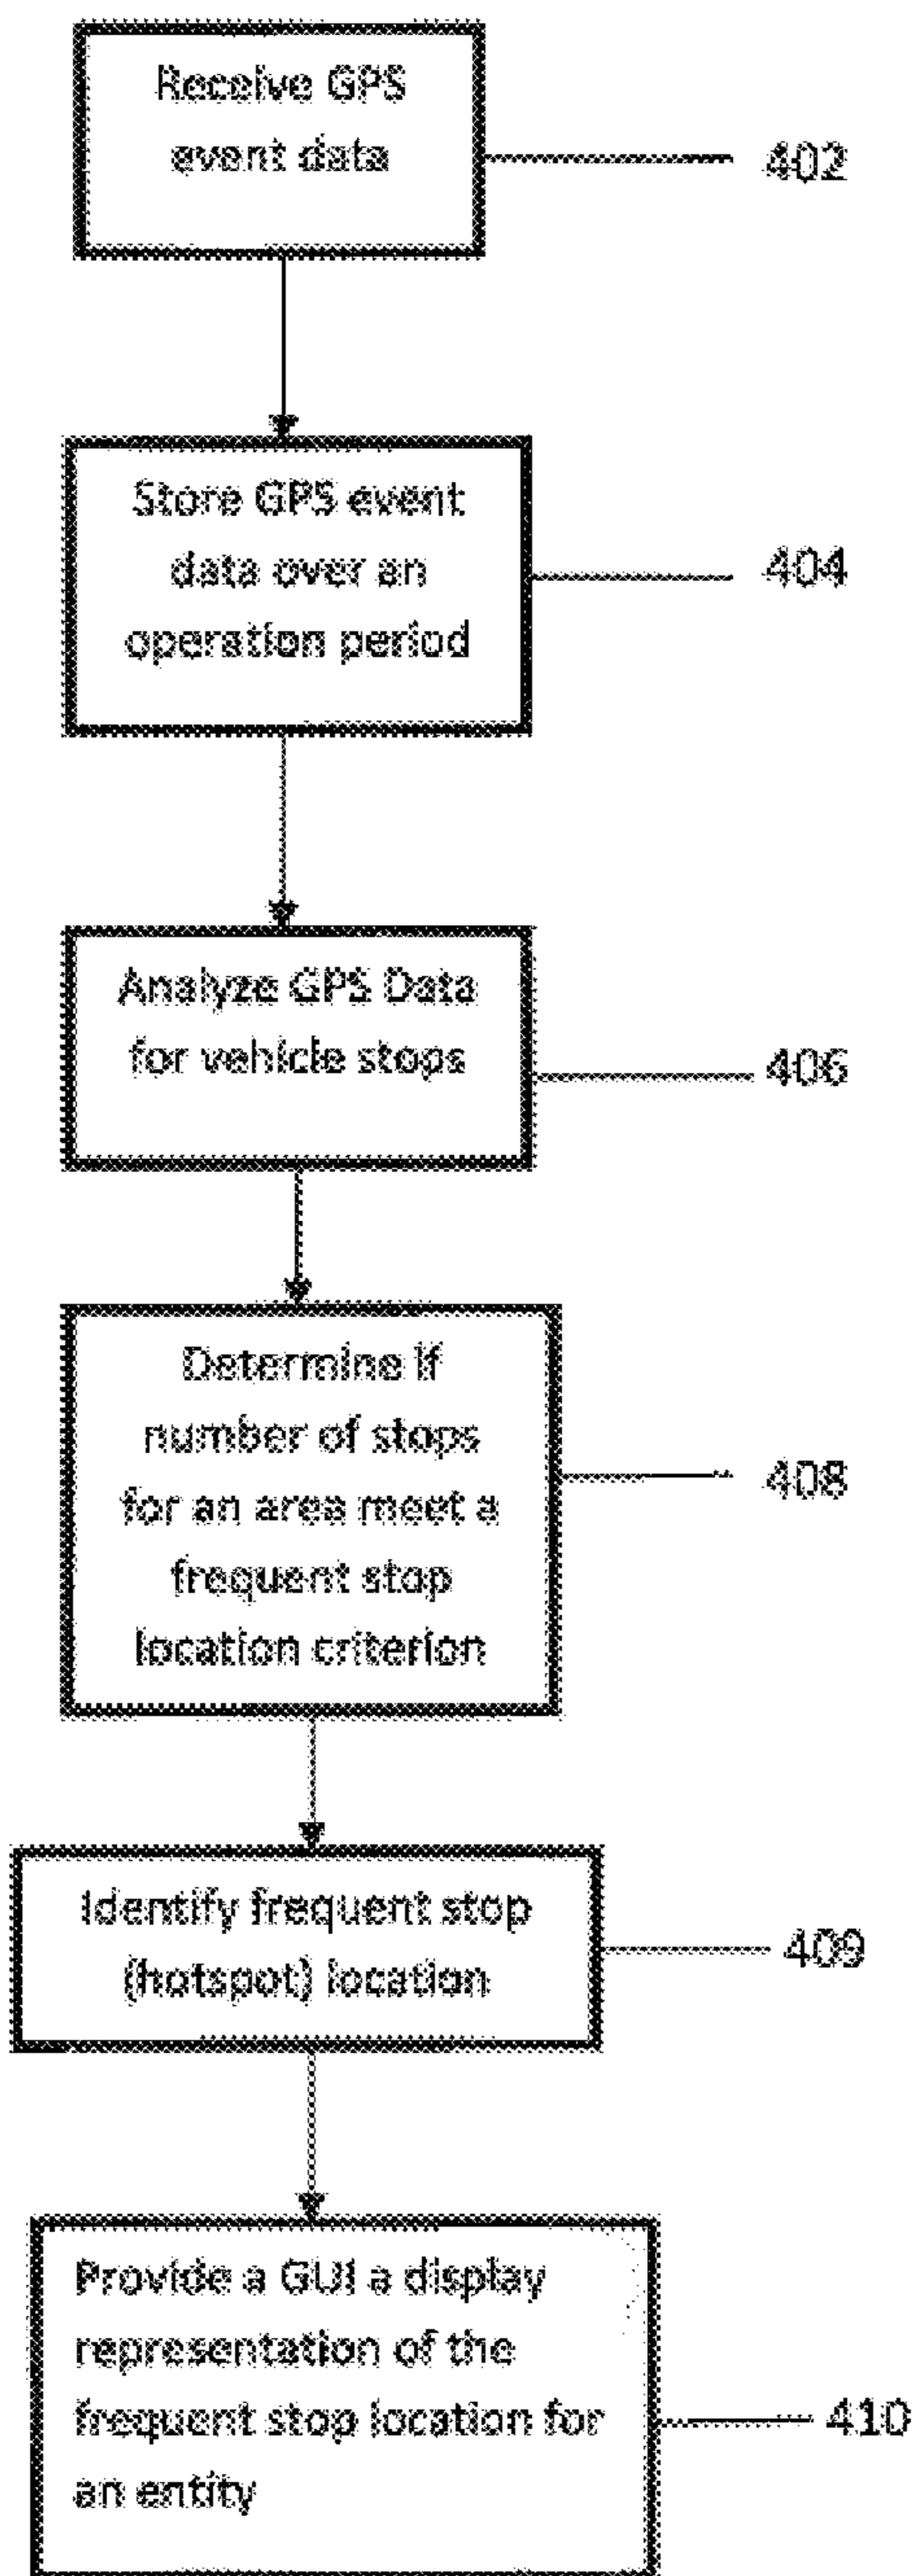 Receive GPS
event data
402
Store GPS event
data over an
operation period
404
Analyze GPS Data
for vehicle stops
406
Determine if
number of stops
for an area meet a
frequent stop
location criterion
408
Identify frequent stop
(hotspot) location
409
Provide a GUI a display
representation of the
frequent stop location for
an entity
410